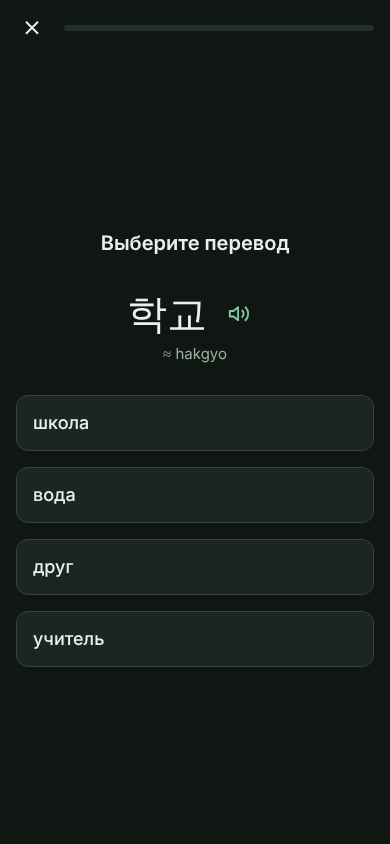 Выберите перевод
학교
≈ hakgyo
школа
вода
друг
учитель